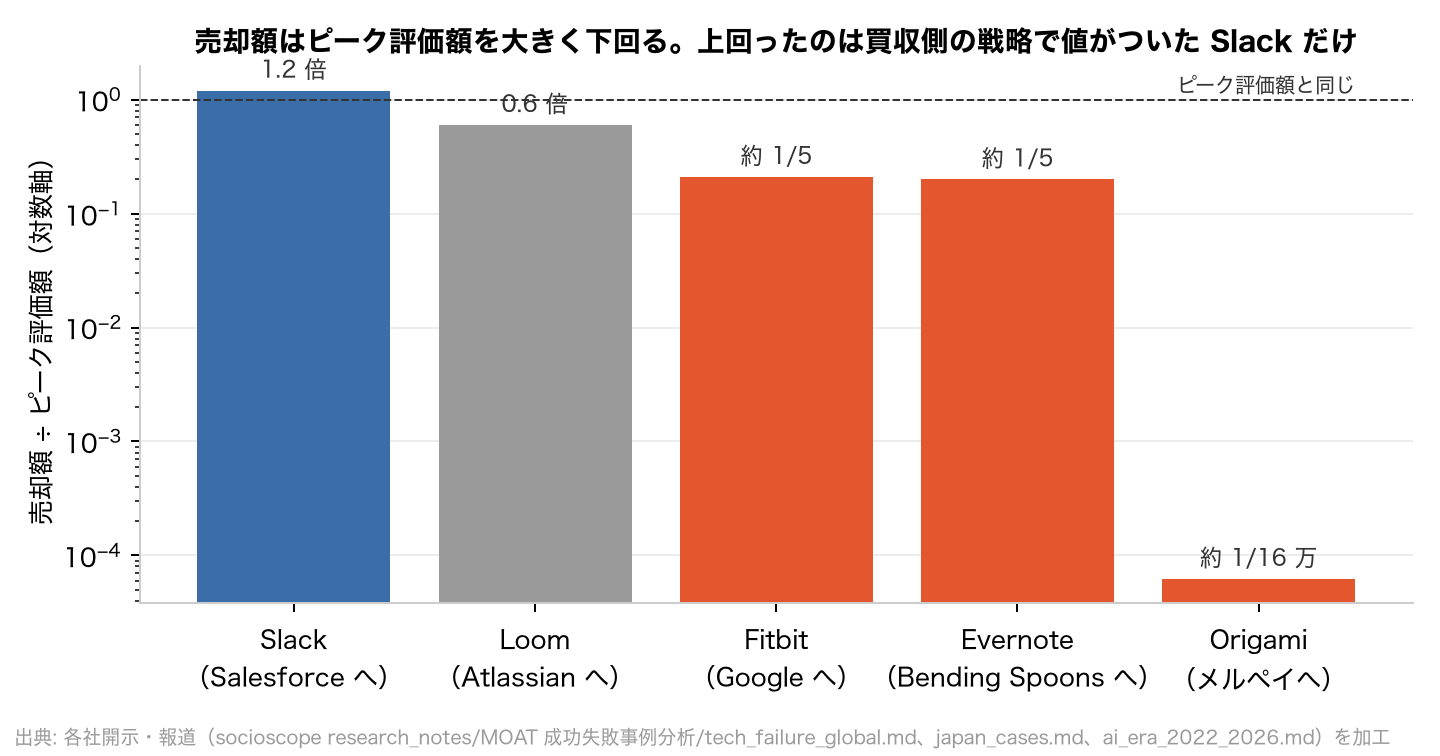 売却額はピーク評価額を大きく下回る。上回ったのは買収側の戦略で値がついた Slack だけ
1.2 倍
0.6 倍
約 1/5
約 1/5
約 1/16 万
ピーク評価額と同じ
売却額 ÷ ピーク評価額（対数軸）
10⁰
10⁻¹
10⁻²
10⁻³
10⁻⁴
Slack
（Salesforce へ）
Loom
（Atlassian へ）
Fitbit
（Google へ）
Evernote
（Bending Spoons へ）
Origami
（メルペイへ）
出典: 各社開示・報道（socioscope research_notes/MOAT 成功失敗事例分析/tech_failure_global.md、japan_cases.md、ai_era_2022_2026.md）を加工